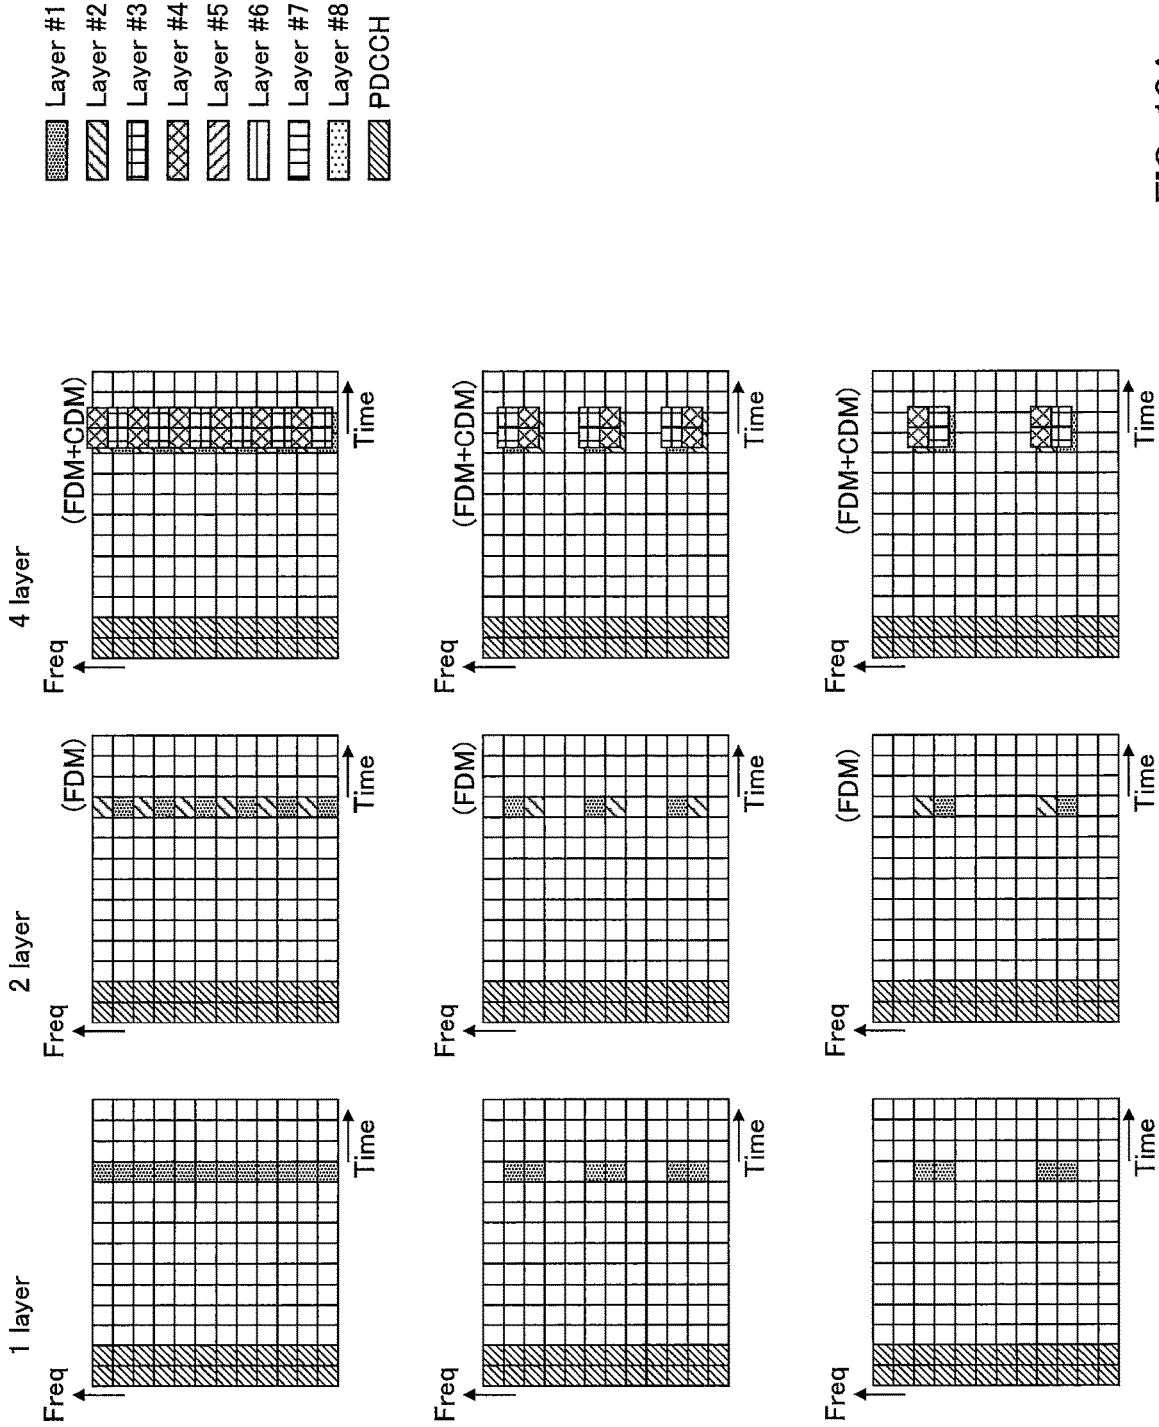 1 layer
2 layer
4 layer
Layer #1
Layer #2
Layer #3
Layer #4
Layer #5
Layer #6
Layer #7
Layer #8
PDCCH
Freq
Time
Freq
(FDM)
Time
Freq
(FDM+CDM)
Time
Freq
Time
Freq
(FDM)
Time
Freq
(FDM+CDM)
Time
Freq
Time
Freq
(FDM)
Time
Freq
(FDM+CDM)
Time